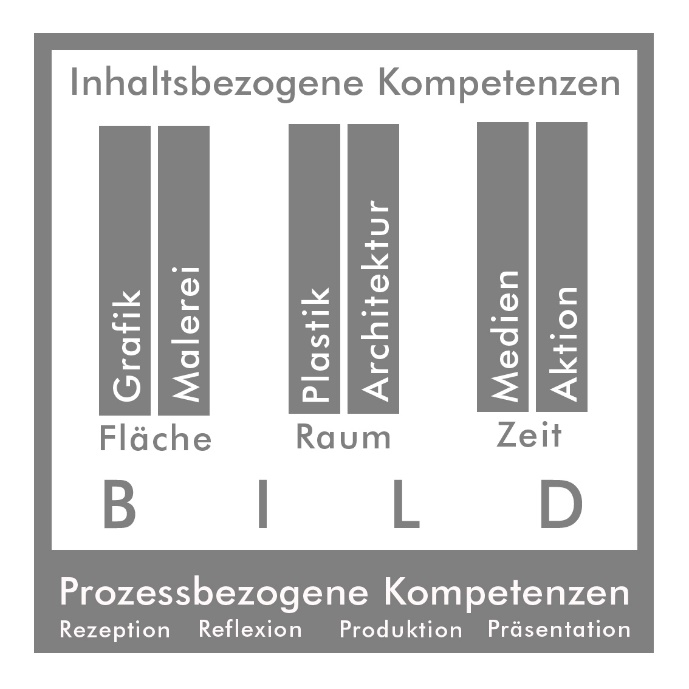 Inhaltsbezogene Kompetenzen
Grafik
Malerei
Plastik
Architektur
Medien
Aktion
Fläche
Raum
Zeit
B I L D
Prozessbezogene Kompetenzen
Rezeption Reflexion Produktion Präsentation